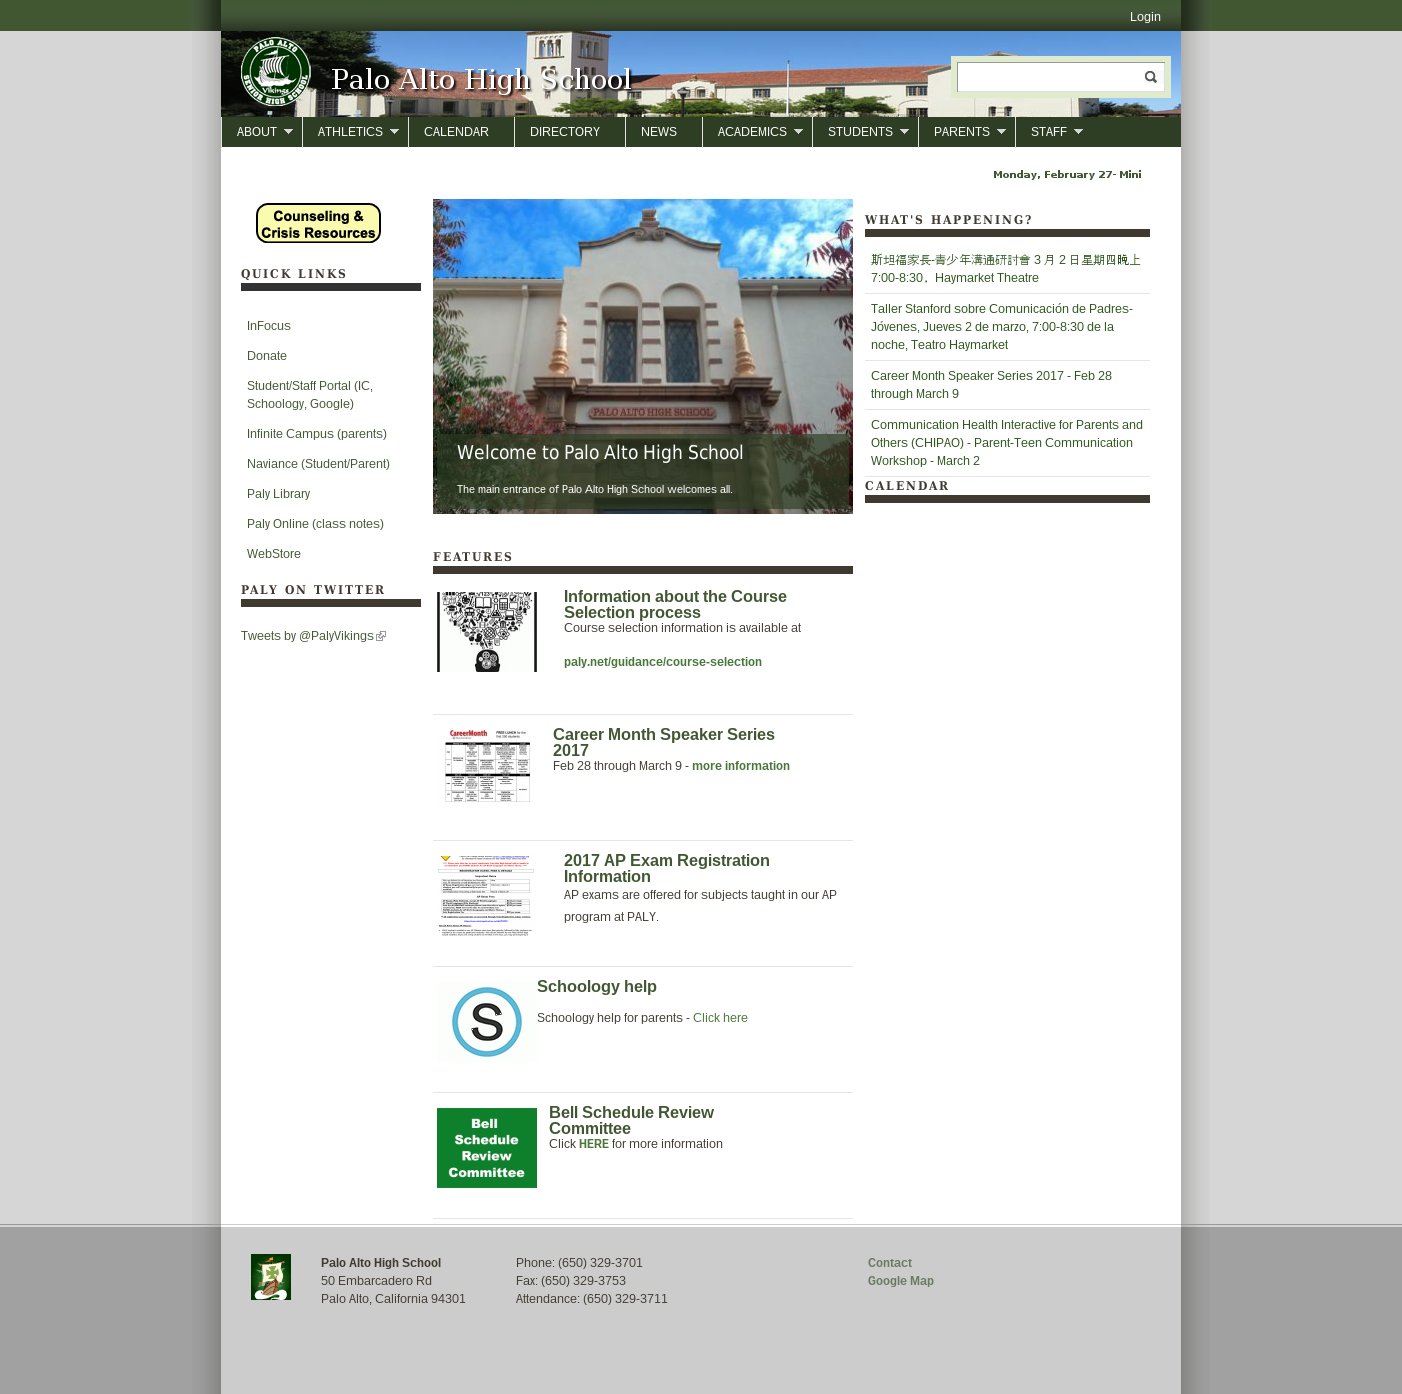 Login
PALO ALTO
SENIOR HIGH SCHOOL
Vikings
Palo Alto High School
ABOUT
ATHLETICS
CALENDAR
DIRECTORY
NEWS
ACADEMICS
STUDENTS
PARENTS
STAFF
Monday, February 27- Mini
Counseling &
Crisis Resources
QUICK LINKS
InFocus
Donate
Student/Staff Portal (IC,
Schoology, Google)
Infinite Campus (parents)
Naviance (Student/Parent)
Paly Library
Paly Online (class notes)
WebStore
PALY ON TWITTER
Tweets by @PalyVikings
PALO ALTO HIGH SCHOOL
Welcome to Palo Alto High School
The main entrance of Palo Alto High School welcomes all.
FEATURES
Information about the Course
Selection process
Course selection information is available at
paly.net/guidance/course-selection
CareerMonth
FREE LUNCH for the
Career Month Speaker Series
2017
Feb 28 through March 9 - more information
2017 AP Exam Registration
Information
AP exams are offered for subjects taught in our AP
program at PALY.
S
Schoology help
Schoology help for parents - Click here
Bell
Schedule
Review
Committee
Bell Schedule Review
Committee
Click HERE for more information
WHAT'S HAPPENING?
斯坦福家長-青少年溝通研討會 3 月 2 日星期四晚上
7:00-8:30，Haymarket Theatre
Taller Stanford sobre Comunicación de Padres-
Jóvenes, Jueves 2 de marzo, 7:00-8:30 de la
noche, Teatro Haymarket
Career Month Speaker Series 2017 - Feb 28
through March 9
Communication Health Interactive for Parents and
Others (CHIPAO) - Parent-Teen Communication
Workshop - March 2
CALENDAR
Palo Alto High School
50 Embarcadero Rd
Palo Alto, California 94301
Phone: (650) 329-3701
Fax: (650) 329-3753
Attendance: (650) 329-3711
Contact
Google Map